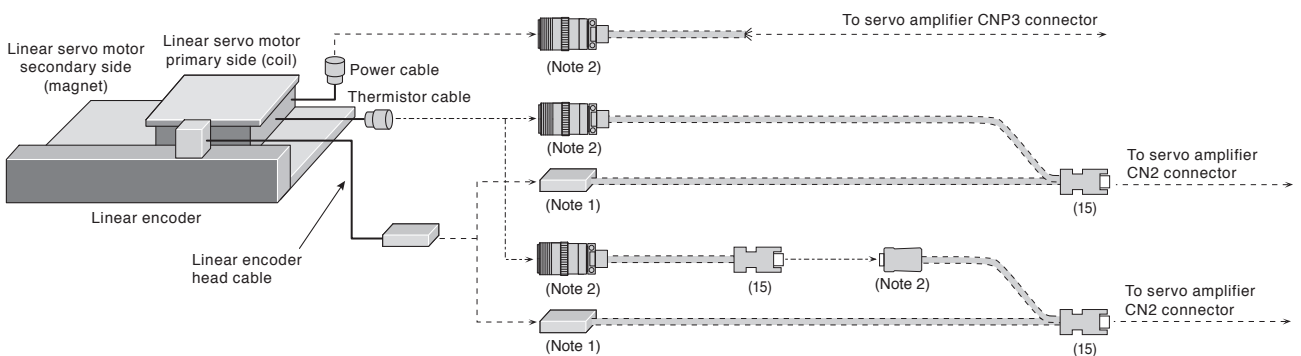 To servo amplifier CNP3 connector
Linear servo motor
secondary side
(magnet)
Linear servo motor
primary side (coil)
Power cable
(Note 2)
Thermistor cable
(Note 2)
To servo amplifier
CN2 connector
(Note 1)
(15)
Linear encoder
Linear encoder
head cable
(Note 2)
(15)
(Note 2)
To servo amplifier
CN2 connector
(Note 1)
(15)